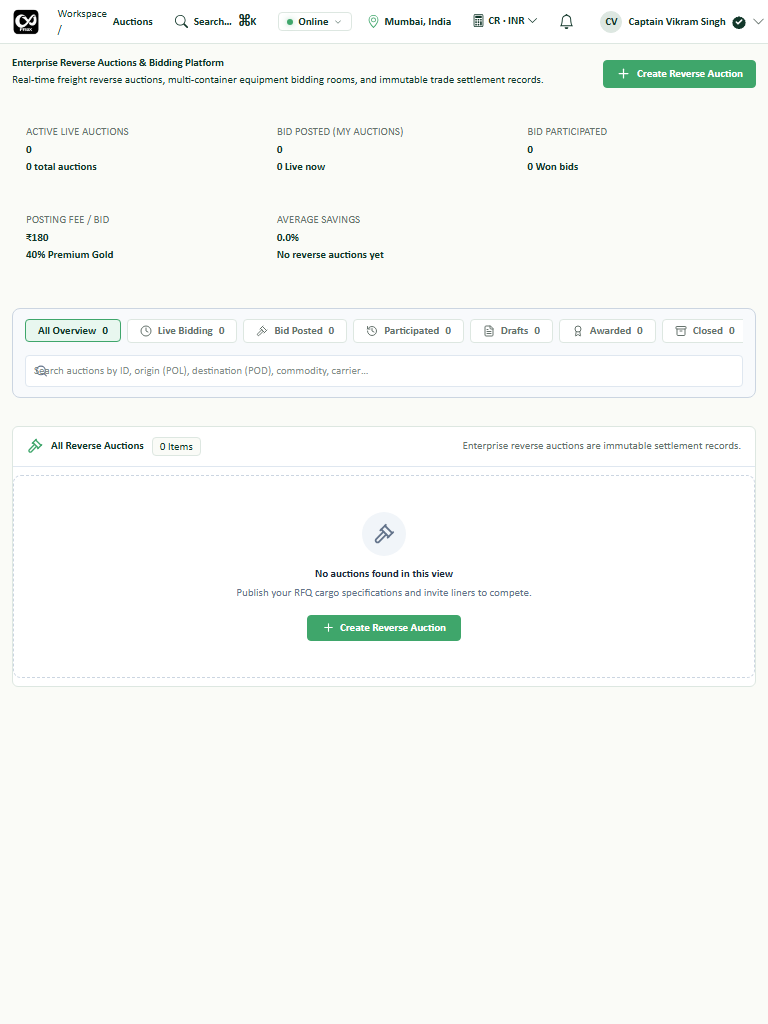 Workspace
/
Auctions
Search...
⌘K
Online
Mumbai, India
CR · INR
CV
Captain Vikram Singh
Enterprise Reverse Auctions & Bidding Platform
Real-time freight reverse auctions, multi-container equipment bidding rooms, and immutable trade settlement records.
Create Reverse Auction
ACTIVE LIVE AUCTIONS
0
0 total auctions
BID POSTED (MY AUCTIONS)
0
0 Live now
BID PARTICIPATED
0
0 Won bids
POSTING FEE / BID
₹180
40% Premium Gold
AVERAGE SAVINGS
0.0%
No reverse auctions yet
All Overview 0
Live Bidding 0
Bid Posted 0
Participated 0
Drafts 0
Awarded 0
Closed 0
Search auctions by ID, origin (POL), destination (POD), commodity, carrier...
All Reverse Auctions
0 Items
Enterprise reverse auctions are immutable settlement records.
No auctions found in this view
Publish your RFQ cargo specifications and invite liners to compete.
Create Reverse Auction